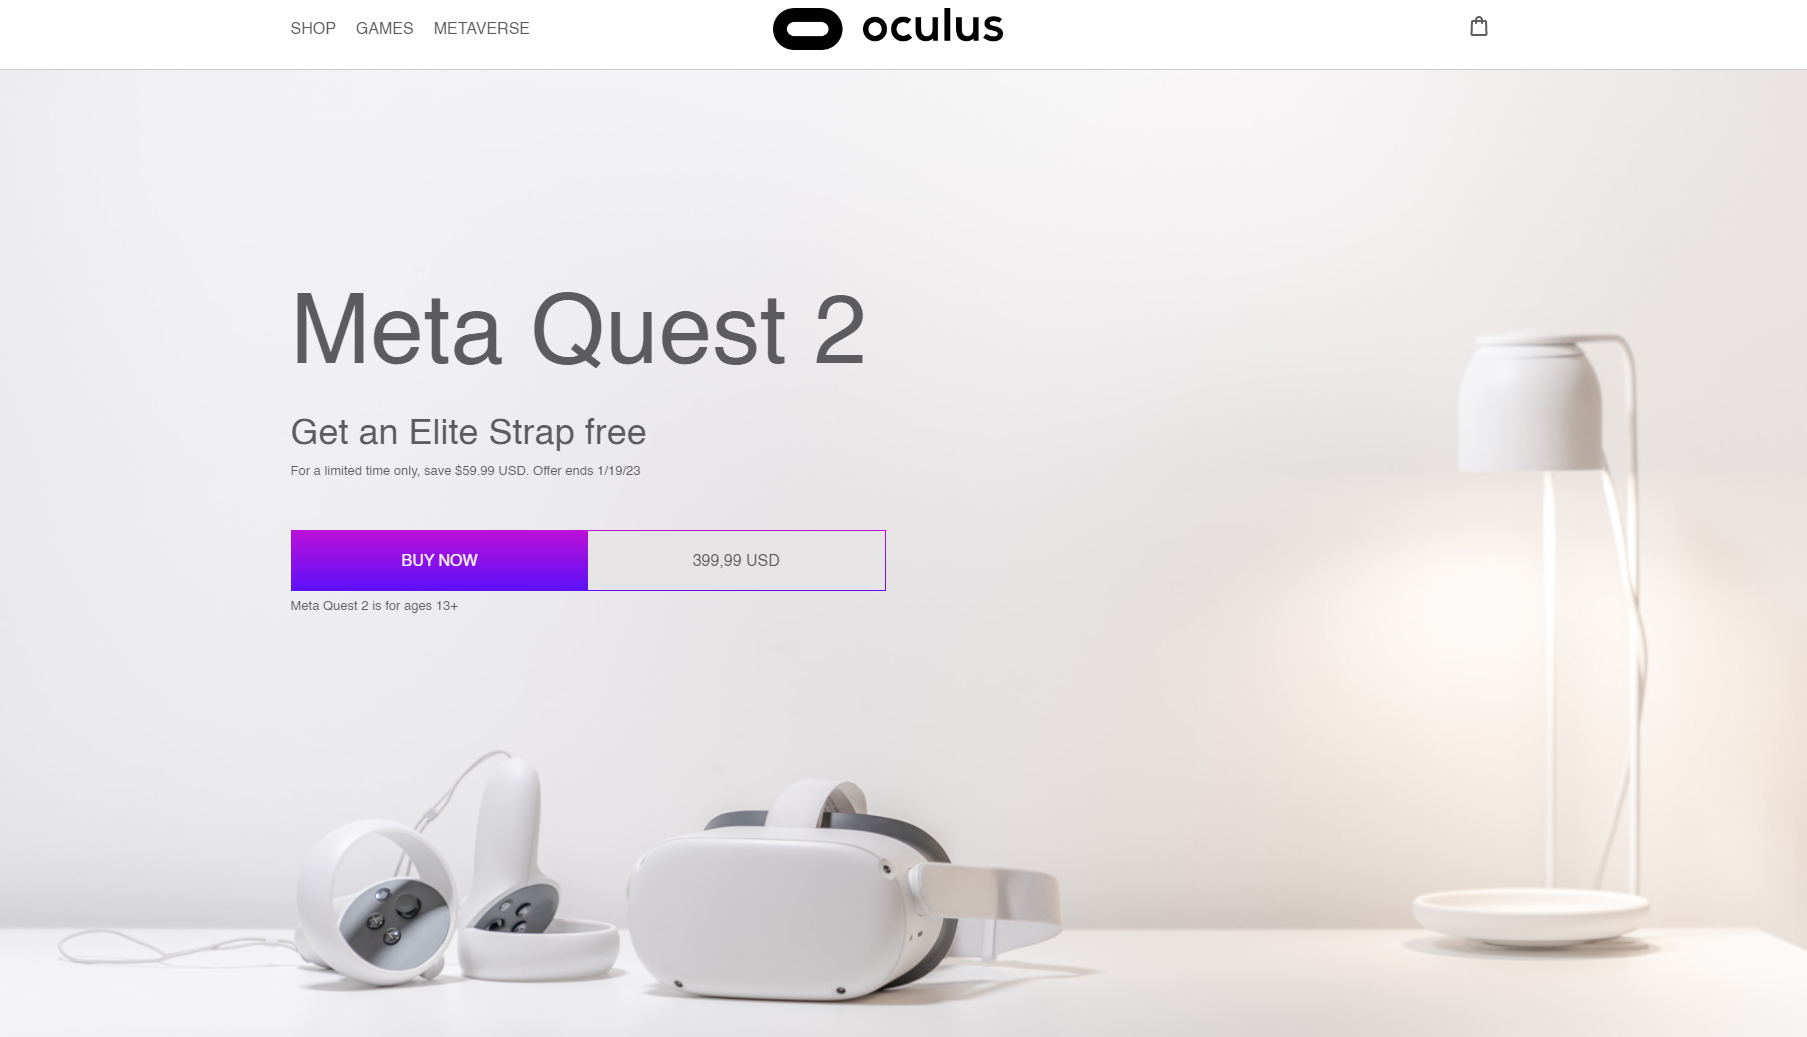 SHOP GAMES METAVERSE
oculus
Meta Quest 2
Get an Elite Strap free
For a limited time only, save $59.99 USD. Offer ends 1/19/23
BUY NOW
399,99 USD
Meta Quest 2 is for ages 13+